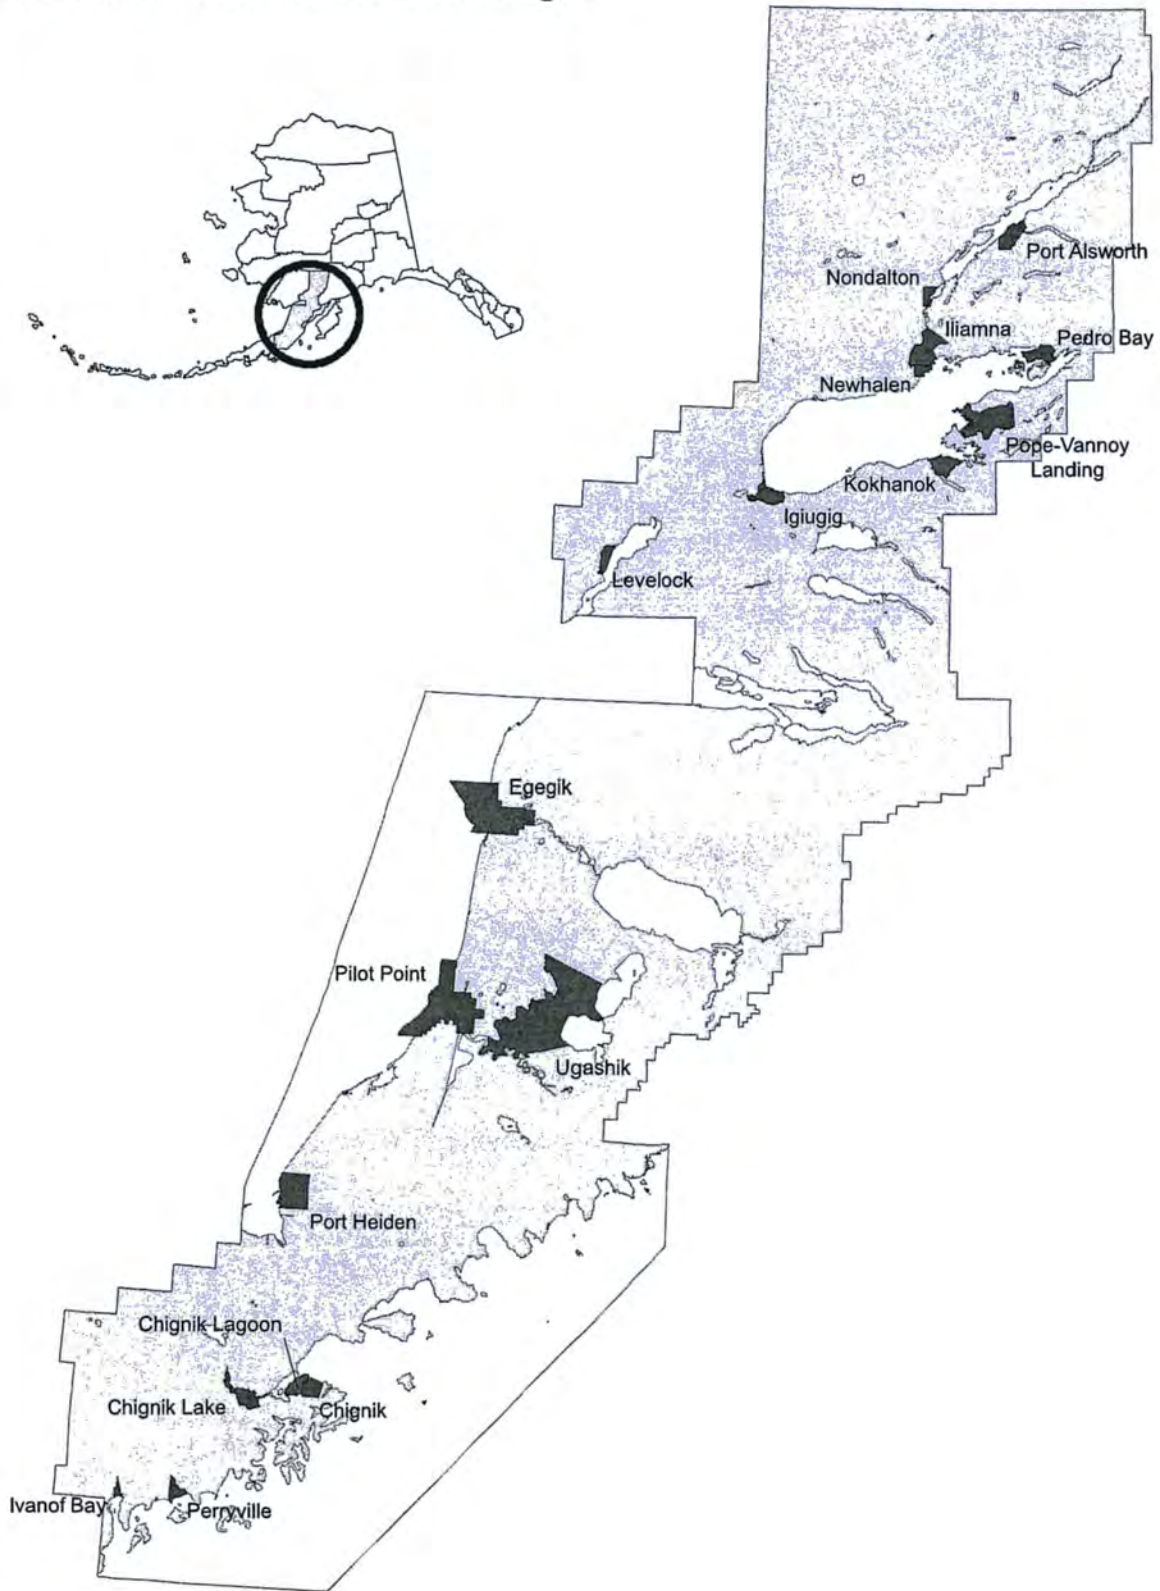 Port Alsworth
Nondalton
Iliamna
Pedro Bay
Newhalen
Pope-Vannoy
Landing
Kokhanok
Igiugig
Levelock
Egegik
Pilot Point
Ugashik
Port Heiden
Chignik Lagoon
Chignik Lake
Chignik
Ivanof Bay
Perryville